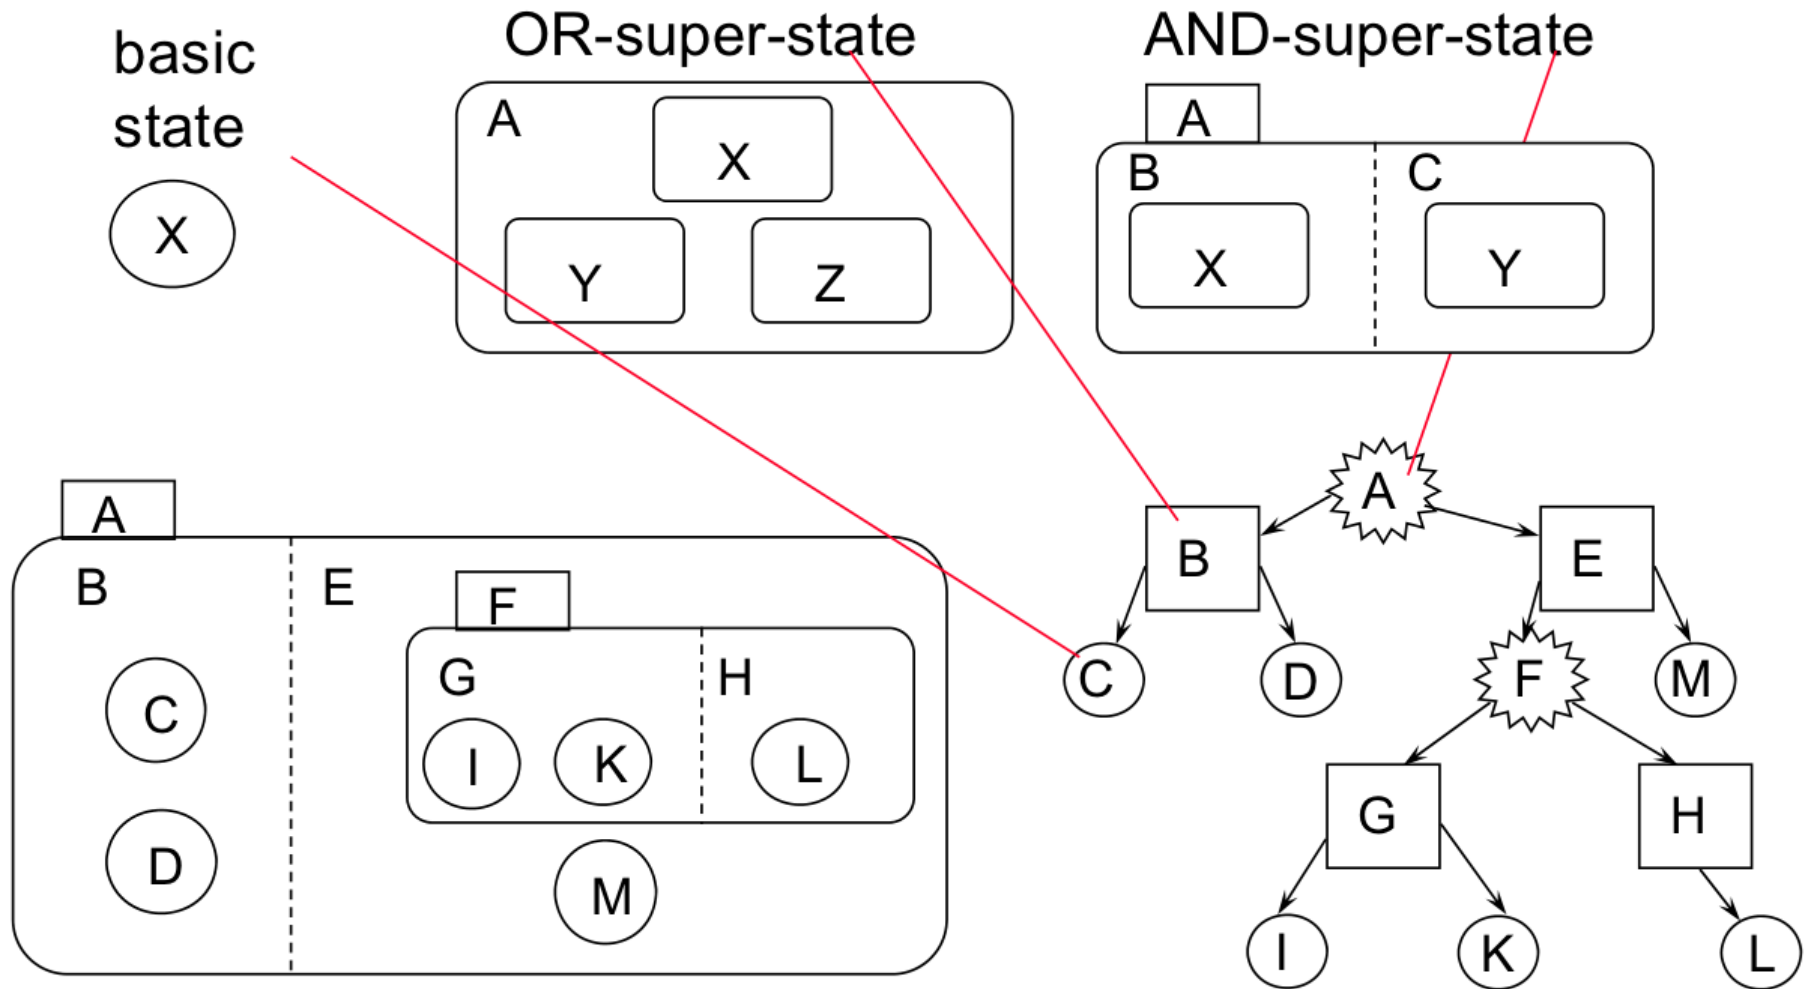 basic
state
X
OR-super-state
A
X
Y
Z
AND-super-state
A
B
C
X
Y
A
B
E
F
G
H
C
I
K
L
D
M
A
B
E
C
D
F
M
G
H
I
K
L